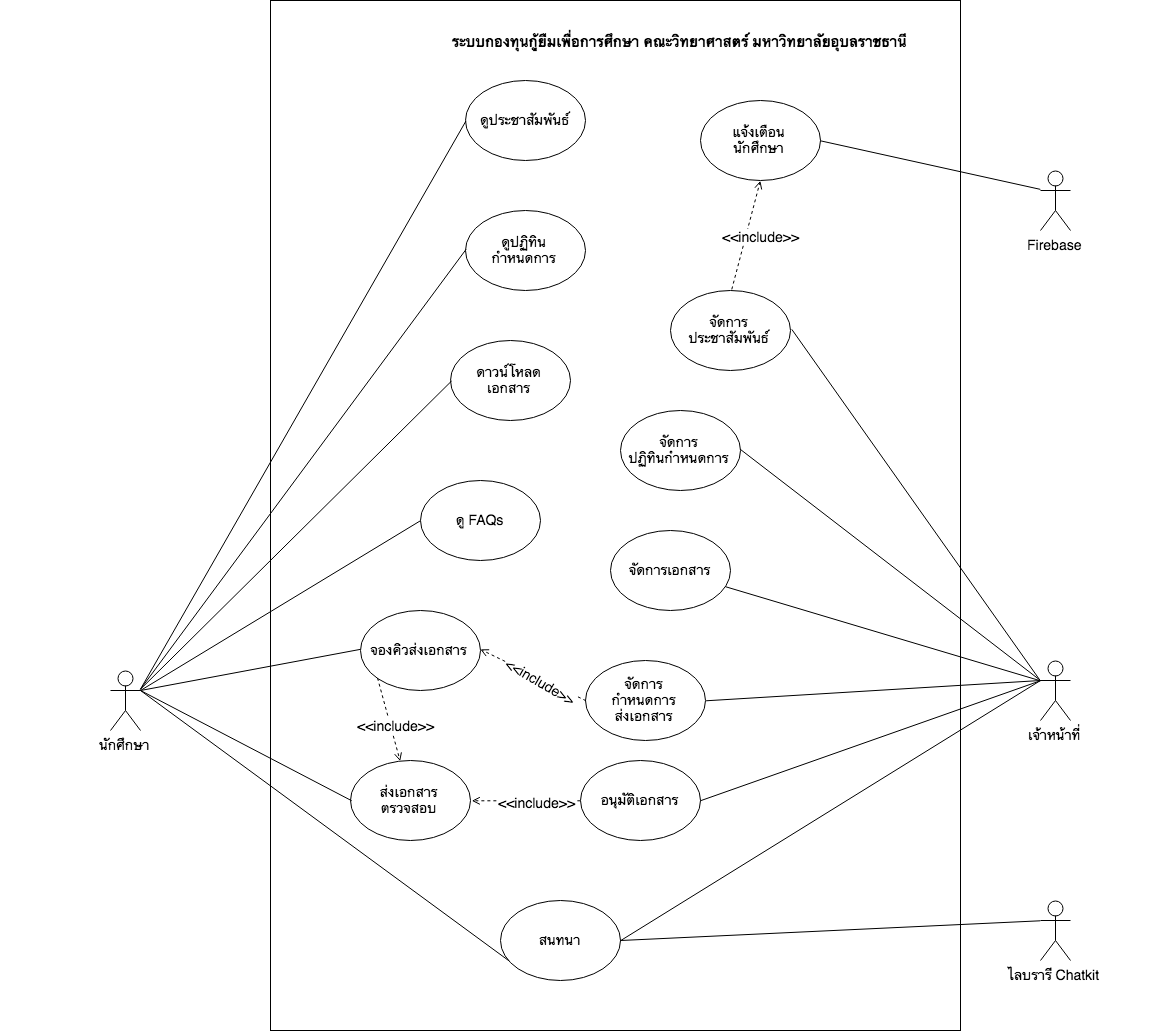 ระบบกองทุนกู้ยืมเพื่อการศึกษา คณะวิทยาศาสตร์ มหาวิทยาลัยอุบลราชธานี
ดูประชาสัมพันธ์
แจ้งเตือน
นักศึกษา
Firebase
ดูปฏิทิน
กำหนดการ
<<include>>
จัดการ
ประชาสัมพันธ์
ดาวน์โหลด
เอกสาร
จัดการ
ปฏิทินกำหนดการ
ดู FAQs
จัดการเอกสาร
จองคิวส่งเอกสาร
<<include>>
จัดการ
กำหนดการ
ส่งเอกสาร
นักศึกษา
เจ้าหน้าที่
<<include>>
ส่งเอกสาร
ตรวจสอบ
<<include>>
อนุมัติเอกสาร
สนทนา
ไลบรารี Chatkit